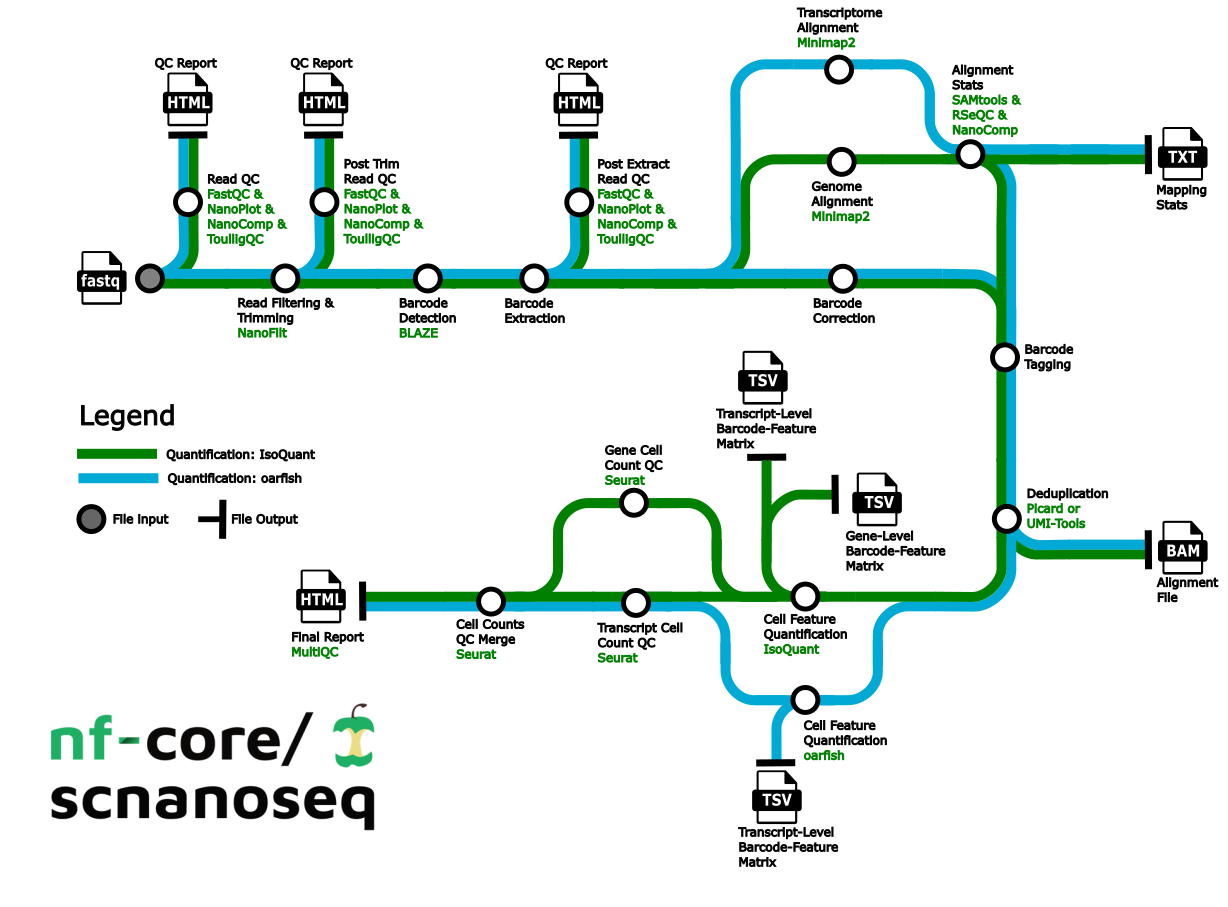 Transcriptome
Alignment
Minimap2
QC Report
HTML
QC Report
HTML
QC Report
HTML
Alignment
Stats
SAMtools &
RSeQC &
NanoComp
TXT
Mapping
Stats
Read QC
FastQC &
NanoPlot &
NanoComp &
ToulligQC
Post Trim
Read QC
FastQC &
NanoPlot &
NanoComp &
ToulligQC
Post Extract
Read QC
FastQC &
NanoPlot &
NanoComp &
ToulligQC
Genome
Alignment
Minimap2
fastq
Read Filtering &
Trimming
NanoFilt
Barcode
Detection
BLAZE
Barcode
Extraction
Barcode
Correction
Barcode
Tagging
TSV
Transcript-Level
Barcode-Feature
Matrix
Legend
Quantification: IsoQuant
Quantification: oarfish
File Input
File Output
Gene Cell
Count QC
Seurat
TSV
Gene-Level
Barcode-Feature
Matrix
Deduplication
Picard or
UMI-Tools
BAM
Alignment
File
HTML
Final Report
MultiQC
Cell Counts
QC Merge
Seurat
Transcript Cell
Count QC
Seurat
Cell Feature
Quantification
IsoQuant
Cell Feature
Quantification
oarfish
TSV
Transcript-Level
Barcode-Feature
Matrix
nf-core/
scnanoseq